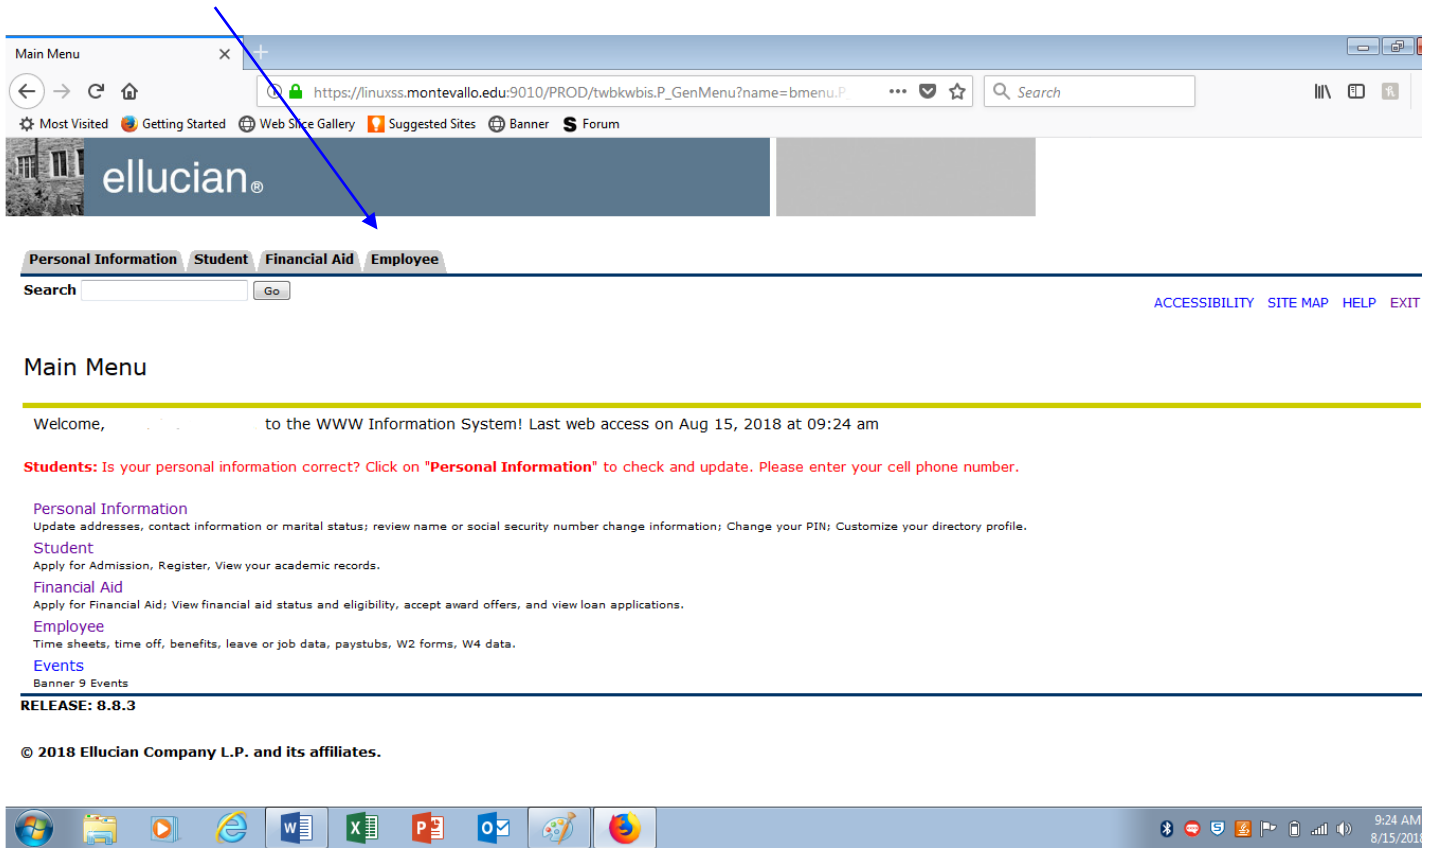 Main Menu
https://linuxss.montevallo.edu:9010/PROD/twbkwbis.P_GenMenu?name=bmenu.P_
Search
Most Visited Getting Started Web Slice Gallery Suggested Sites Banner Forum
ellucian®
Personal Information Student Financial Aid Employee
Search Go
ACCESSIBILITY SITE MAP HELP EXIT
Main Menu
Welcome, to the WWW Information System! Last web access on Aug 15, 2018 at 09:24 am
Students: Is your personal information correct? Click on "Personal Information" to check and update. Please enter your cell phone number.
Personal Information
Update addresses, contact information or marital status; review name or social security number change information; Change your PIN; Customize your directory profile.
Student
Apply for Admission, Register, View your academic records.
Financial Aid
Apply for Financial Aid; View financial aid status and eligibility, accept award offers, and view loan applications.
Employee
Time sheets, time off, benefits, leave or job data, paystubs, W2 forms, W4 data.
Events
Banner 9 Events
RELEASE: 8.8.3
© 2018 Ellucian Company L.P. and its affiliates.
9:24 AM
8/15/2018